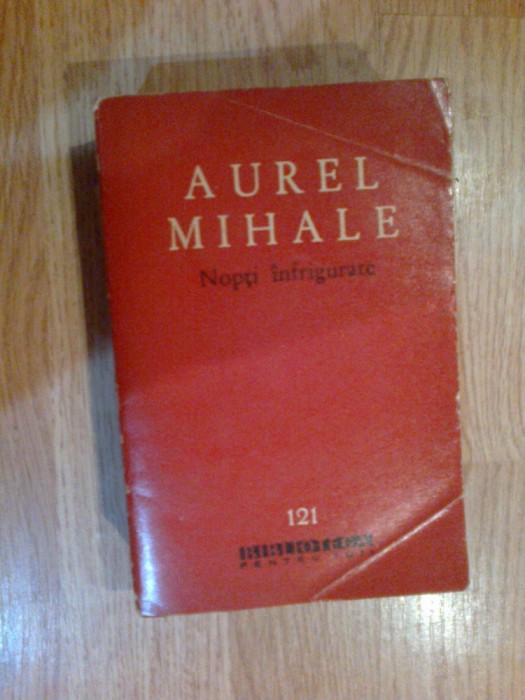 AUREL
MIHALE
Nopți înfrigurate
121
BIBLIOTECA
PENTRU TOȚI